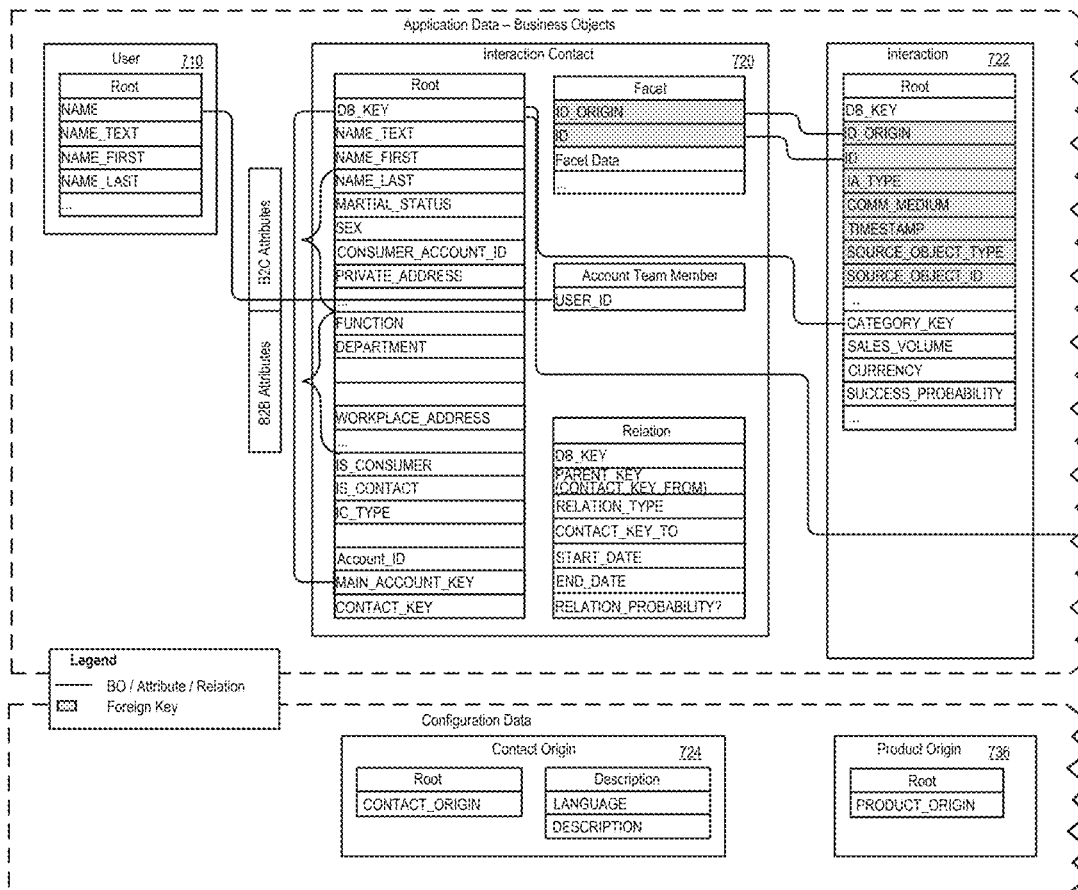 Application Data – Business Objects
User 710
Root
NAME
NAME_TEXT
NAME_FIRST
NAME_LAST
...
Interaction Contact 720
Root
DB_KEY
NAME_TEXT
NAME_FIRST
NAME_LAST
MARTIAL_STATUS
SEX
CONSUMER_ACCOUNT_ID
PRIVATE_ADDRESS
...
FUNCTION
DEPARTMENT
WORKPLACE_ADDRESS
...
IS_CONSUMER
IS_CONTACT
IC_TYPE
Account_ID
MAIN_ACCOUNT_KEY
CONTACT_KEY
B2C Attributes
B2B Attributes
Facet
ID_ORIGIN
ID
Facet Data
...
Account Team Member
USER_ID
Relation
DB_KEY
PARENT_KEY
(CONTACT_KEY_FROM)
RELATION_TYPE
CONTACT_KEY_TO
START_DATE
END_DATE
RELATION_PROBABILITY?
Interaction 722
Root
DB_KEY
ID_ORIGIN
ID
IA_TYPE
COMM_MEDIUM
TIMESTAMP
SOURCE_OBJECT_TYPE
SOURCE_OBJECT_ID
...
CATEGORY_KEY
SALES_VOLUME
CURRENCY
SUCCESS_PROBABILITY
...
Legend
BO / Attribute / Relation
Foreign Key
Configuration Data
Contact Origin 724
Root
CONTACT_ORIGIN
Description
LANGUAGE
DESCRIPTION
Product Origin 736
Root
PRODUCT_ORIGIN